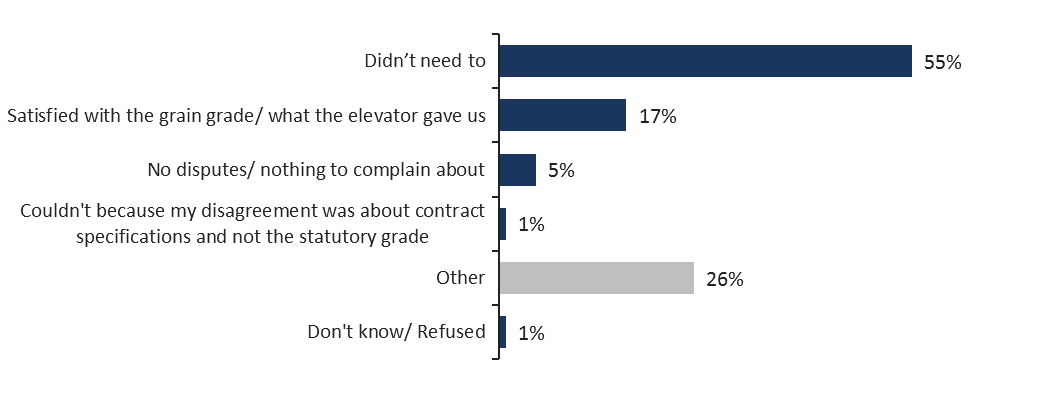 Didn’t need to 55%
Satisfied with the grain grade/ what the elevator gave us 17%
No disputes/ nothing to complain about 5%
Couldn't because my disagreement was about contract
specifications and not the statutory grade 1%
Other 26%
Don't know/ Refused 1%